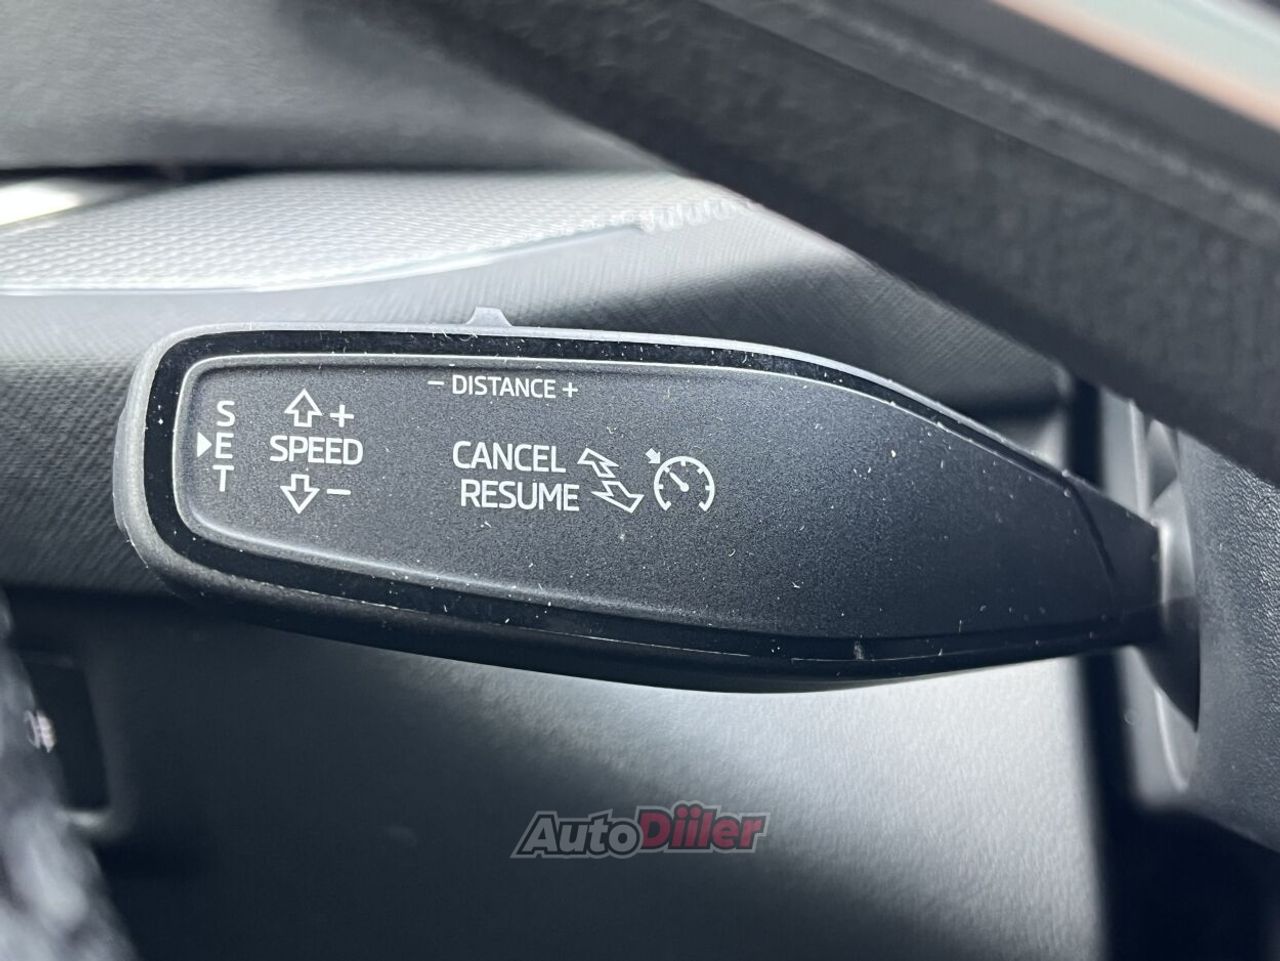 − DISTANCE +
S
E
T
+
SPEED
−
CANCEL
RESUME
AutoDiiler